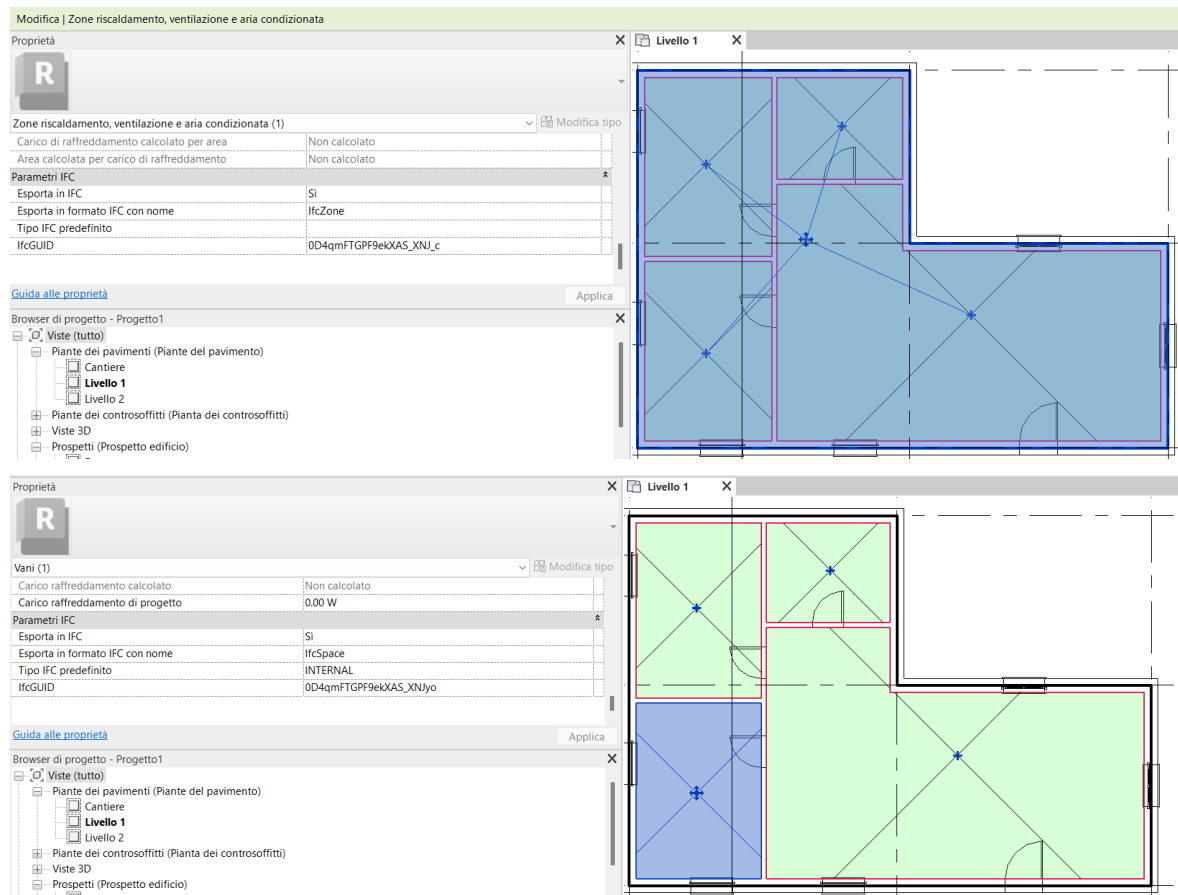 Modifica | Zone riscaldamento, ventilazione e aria condizionata
Proprietà
Livello 1
R
Zone riscaldamento, ventilazione e aria condizionata (1)
Modifica tipo
Carico di raffreddamento calcolato per area Non calcolato
Area calcolata per carico di raffreddamento Non calcolato
Parametri IFC
Esporta in IFC Sì
Esporta in formato IFC con nome IfcZone
Tipo IFC predefinito
IfcGUID 0D4qmFTGPF9ekXAS_XNJ_c
Guida alle proprietà
Applica
Browser di progetto - Progetto1
Viste (tutto)
Piante dei pavimenti (Piante del pavimento)
Cantiere
Livello 1
Livello 2
Piante dei controsoffitti (Pianta dei controsoffitti)
Viste 3D
Prospetti (Prospetto edificio)
Proprietà
Livello 1
R
Vani (1)
Modifica tipo
Carico raffreddamento calcolato Non calcolato
Carico raffreddamento di progetto 0.00 W
Parametri IFC
Esporta in IFC Sì
Esporta in formato IFC con nome IfcSpace
Tipo IFC predefinito INTERNAL
IfcGUID 0D4qmFTGPF9ekXAS_XNJyo
Guida alle proprietà
Applica
Browser di progetto - Progetto1
Viste (tutto)
Piante dei pavimenti (Piante del pavimento)
Cantiere
Livello 1
Livello 2
Piante dei controsoffitti (Pianta dei controsoffitti)
Viste 3D
Prospetti (Prospetto edificio)